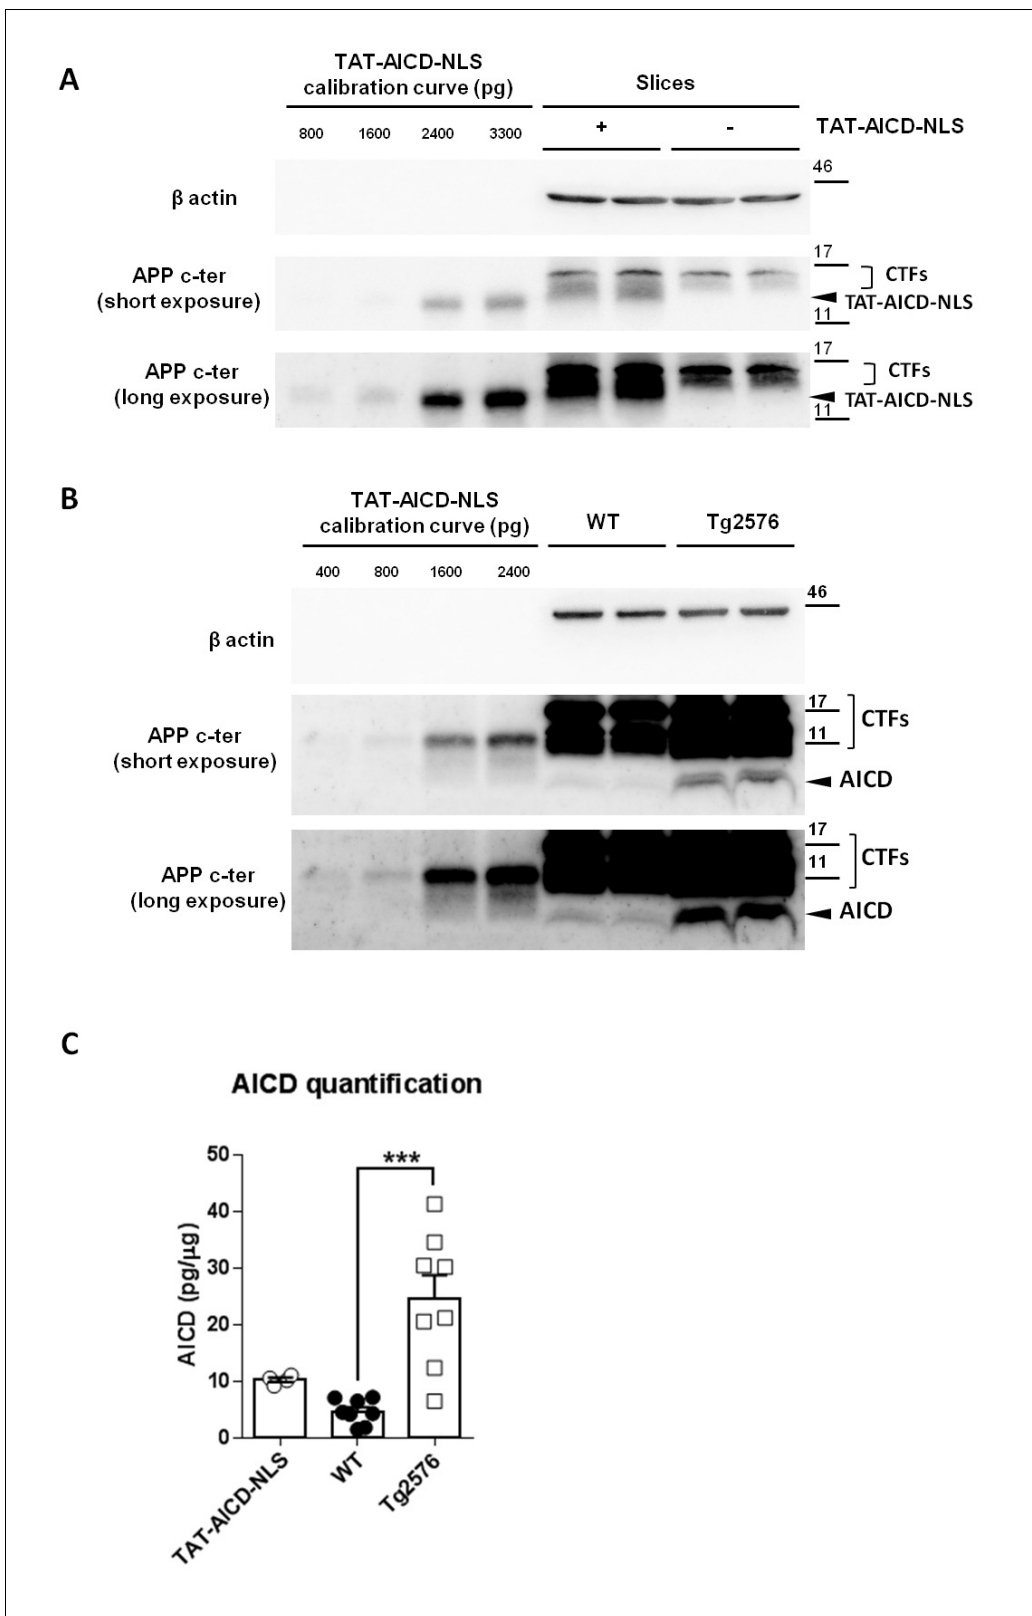 A
TAT-AICD-NLS
calibration curve (pg)
Slices
800 1600 2400 3300
+ - TAT-AICD-NLS
46
β actin
17
APP c-ter
(short exposure)
CTFs
TAT-AICD-NLS
11
17
APP c-ter
(long exposure)
CTFs
TAT-AICD-NLS
11
B
TAT-AICD-NLS
calibration curve (pg)
WT Tg2576
400 800 1600 2400
46
β actin
17
CTFs
11
APP c-ter
(short exposure)
AICD
17
CTFs
11
APP c-ter
(long exposure)
AICD
C
AICD quantification
***
50
40
30
20
10
0
AICD (pg/µg)
TAT-AICD-NLS
WT
Tg2576